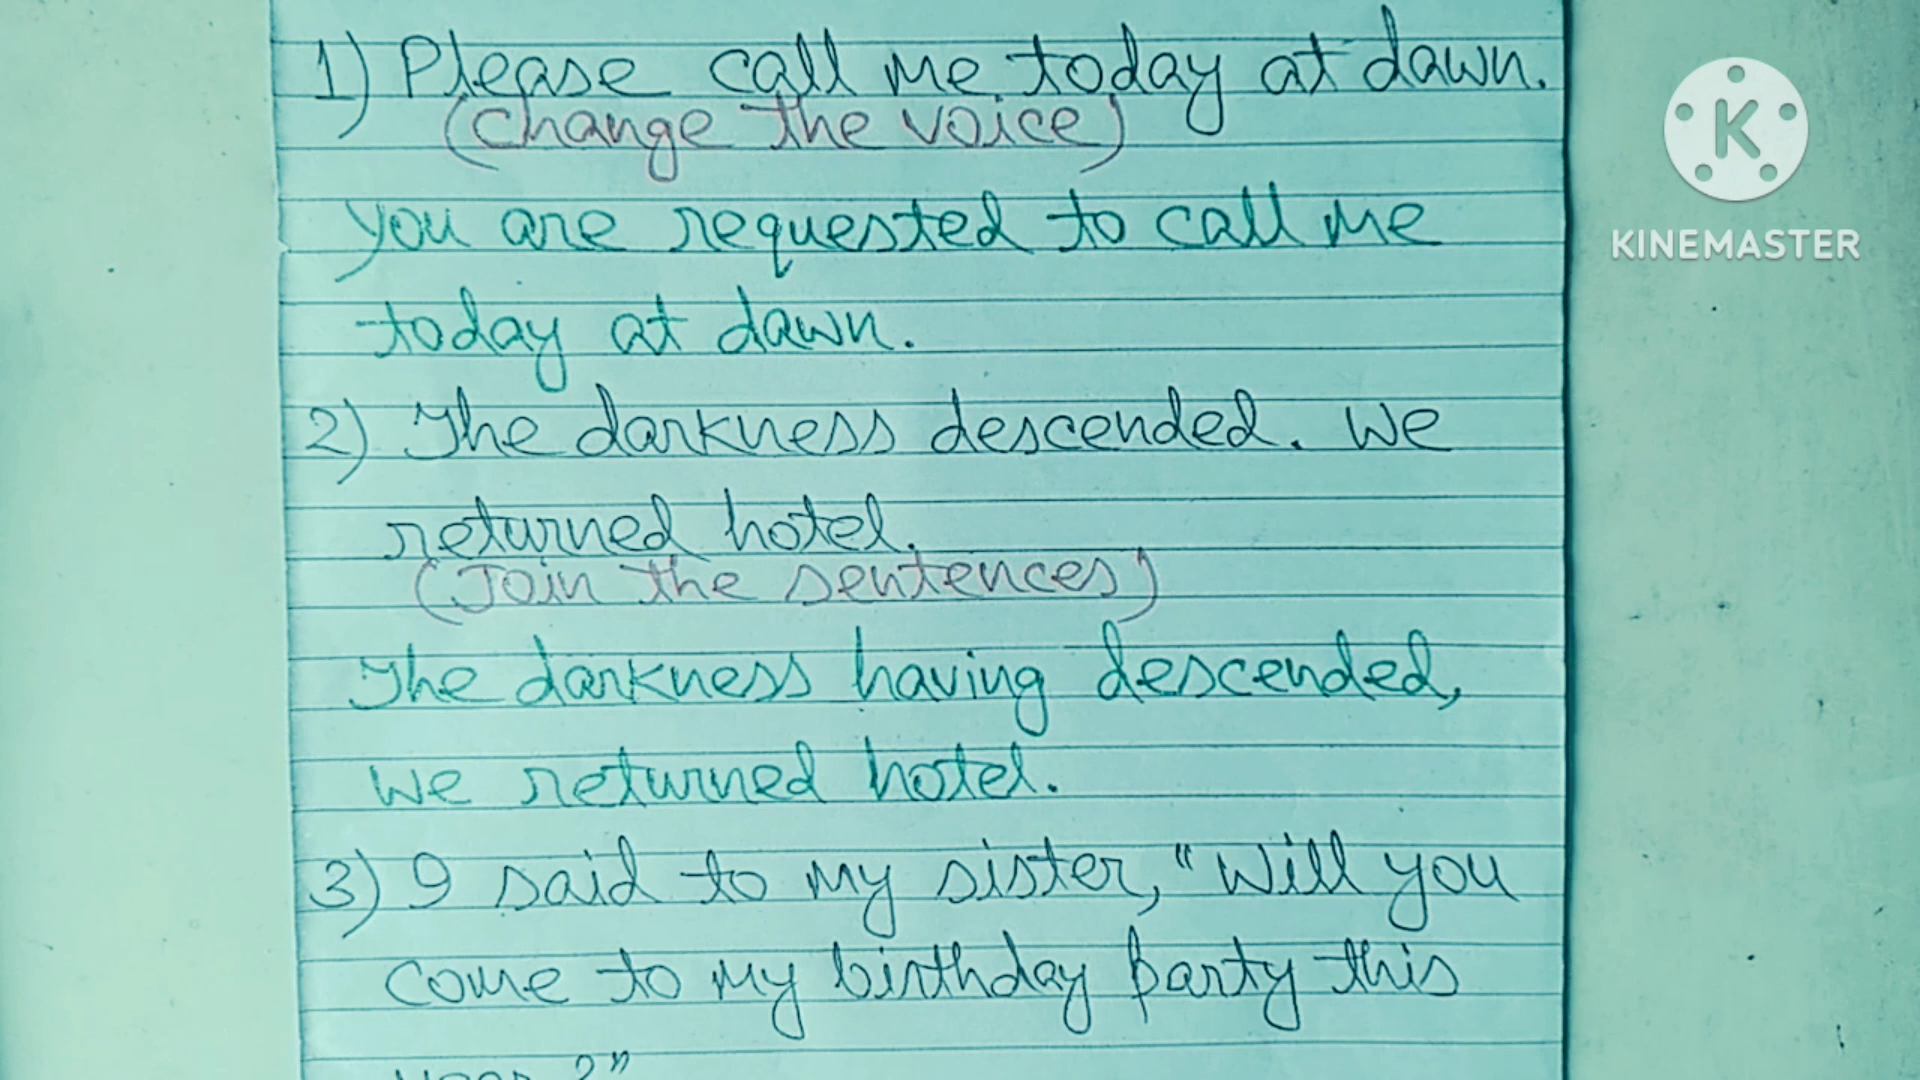 1) Please call me today at dawn.
(Change the voice)
You are requested to call me
today at dawn.
2) The darkness descended. We
returned hotel.
(Join the sentences)
The darkness having descended,
we returned hotel.
3) I said to my sister, "Will you
come to my birthday party this
year ?"
KINEMASTER